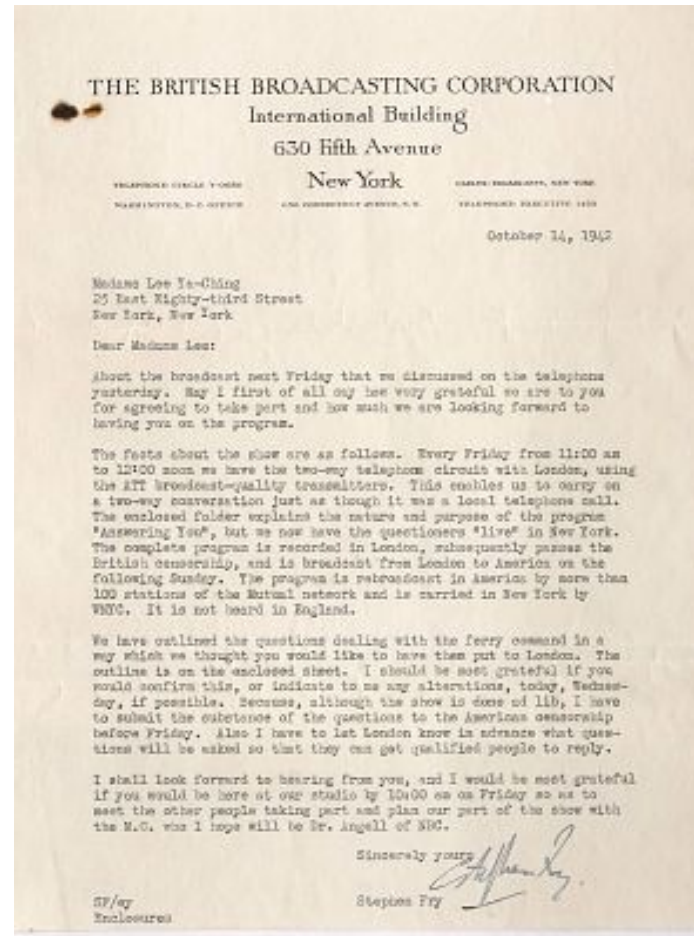 THE BRITISH BROADCASTING CORPORATION
International Building
630 Fifth Avenue
New York
TELEPHONE: CIRCLE
CABLES: BROADCASTS, NEW YORK
WASHINGTON, D. C. OFFICE
CONNECTICUT AVENUE, N. W.
TELEPHONE: EXECUTIVE
October 14, 1942
Madame Lee Ya-Ching
25 East Eighty-third Street
New York, New York
Dear Madame Lee:
About the broadcast next Friday that we discussed on the telephone
yesterday. May I first of all say how very grateful we are to you
for agreeing to take part and how much we are looking forward to
having you on the program.
The facts about the show are as follows. Every Friday from 11:00 am
to 12:00 noon we have the two-way telephone circuit with London, using
the ATT broadcast-quality transmitters. This enables us to carry on
a two-way conversation just as though it was a local telephone call.
The enclosed folder explains the nature and purpose of the program
"Answering You", but we now have the questioners "live" in New York.
The complete program is recorded in London, subsequently passes the
British censorship, and is broadcast from London to America on the
following Sunday. The program is rebroadcast in America by more than
100 stations of the Mutual network and is carried in New York by
WNYC. It is not heard in England.
We have outlined the questions dealing with the ferry command in a
way which we thought you would like to have them put to London. The
outline is on the enclosed sheet. I should be most grateful if you
would confirm this, or indicate to me any alterations, today, Wednes-
day, if possible. Because, although the show is done ad lib, I have
to submit the substance of the questions to the American censorship
before Friday. Also I have to let London know in advance what ques-
tions will be asked so that they can get qualified people to reply.
I shall look forward to hearing from you, and I would be most grateful
if you would be here at our studio by 10:00 am on Friday so as to
meet the other people taking part and plan our part of the show with
the M.C. who I hope will be Dr. Angell of NBC.
Sincerely yours
Stephen Fry
SF/
Stephen Fry
Enclosures